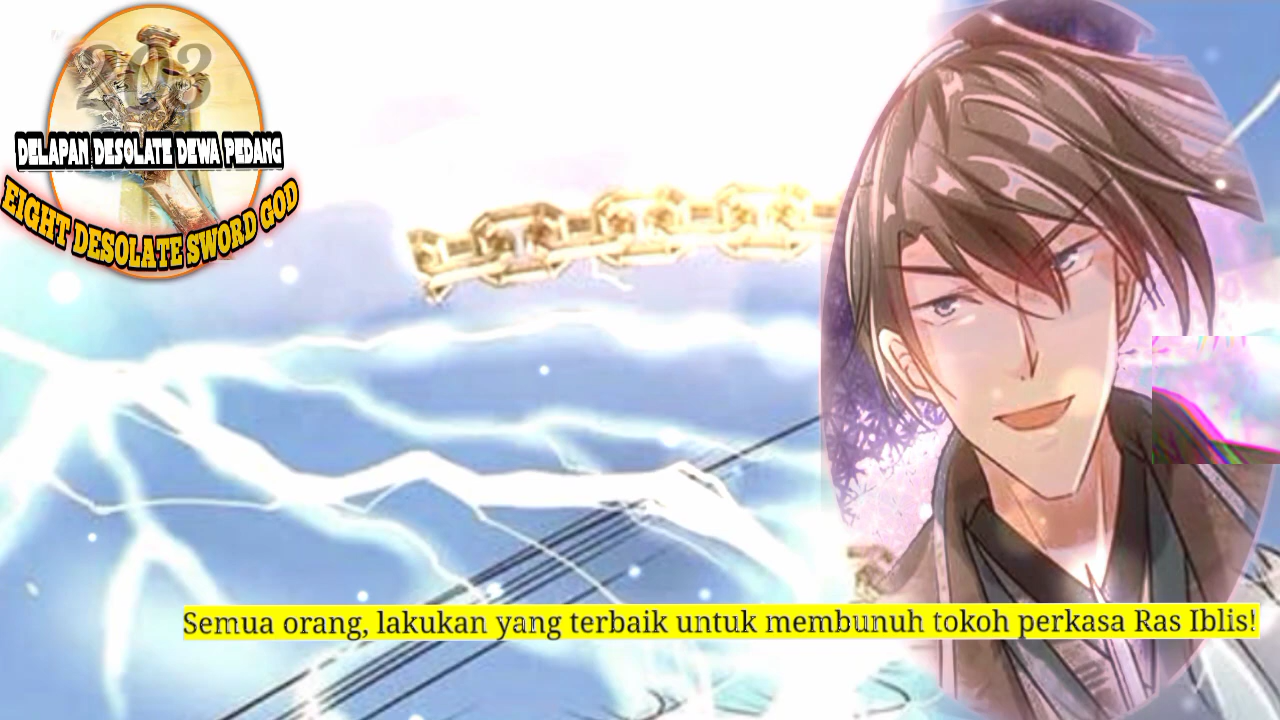 203
DELAPAN DESOLATE DEWA PEDANG
EIGHT DESOLATE SWORD GOD
Semua orang, lakukan yang terbaik untuk membunuh tokoh perkasa Ras Iblis!